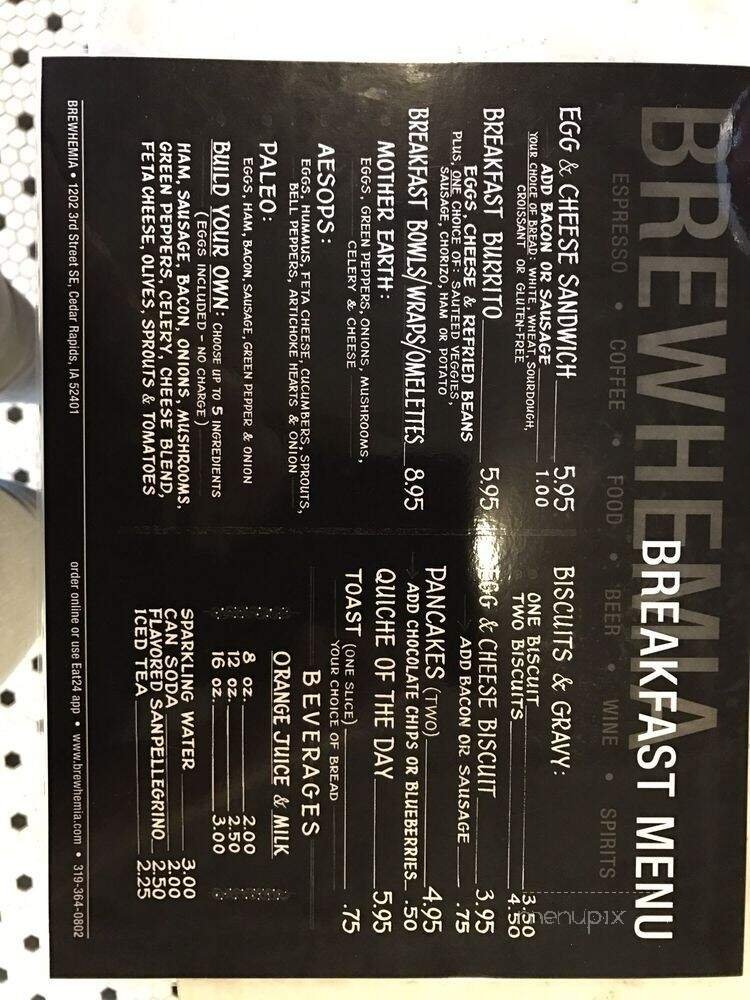 BREWHEMIA
BREAKFAST MENU
ESPRESSO • COFFEE • FOOD • BEER • WINE • SPIRITS
EGG & CHEESE SANDWICH 5.95
ADD BACON OR SAUSAGE 1.00
YOUR CHOICE OF BREAD: WHITE, WHEAT, SOURDOUGH,
CROISSANT OR GLUTEN-FREE
BREAKFAST BURRITO 5.95
EGGS, CHEESE & REFRIED BEANS
PLUS, ONE CHOICE OF: SAUTEED VEGGIES,
SAUSAGE, CHORIZO, HAM OR POTATO
BREAKFAST BOWLS/WRAPS/OMELETTES 8.95
MOTHER EARTH:
EGGS, GREEN PEPPERS, ONIONS, MUSHROOMS,
CELERY & CHEESE
AESOPS:
EGGS, HUMMUS, FETA CHEESE, CUCUMBERS, SPROUTS,
BELL PEPPERS, ARTICHOKE HEARTS & ONION
PALEO:
EGGS, HAM, BACON, SAUSAGE, GREEN PEPPER & ONION
BUILD YOUR OWN: CHOOSE UP TO 5 INGREDIENTS
(EGGS INCLUDED - NO CHARGE)
HAM, SAUSAGE, BACON, ONIONS, MUSHROOMS,
GREEN PEPPERS, CELERY, CHEESE BLEND,
FETA CHEESE, OLIVES, SPROUTS & TOMATOES
BISCUITS & GRAVY:
ONE BISCUIT 3.50
TWO BISCUITS 4.50
EGG & CHEESE BISCUIT 3.95
ADD BACON OR SAUSAGE .75
PANCAKES (TWO) 4.95
ADD CHOCOLATE CHIPS OR BLUEBERRIES .50
QUICHE OF THE DAY 5.95
TOAST (ONE SLICE) .75
YOUR CHOICE OF BREAD
BEVERAGES
ORANGE JUICE & MILK
8 OZ. 2.00
12 OZ. 2.50
16 OZ. 3.00
SPARKLING WATER 3.00
CAN SODA 2.00
FLAVORED SANPELLEGRINO 2.50
ICED TEA 2.25
BREWHEMIA • 1202 3rd Street SE, Cedar Rapids, IA 52401
order online or use Eat24 app • www.brewhemia.com • 319-364-0802
menupix